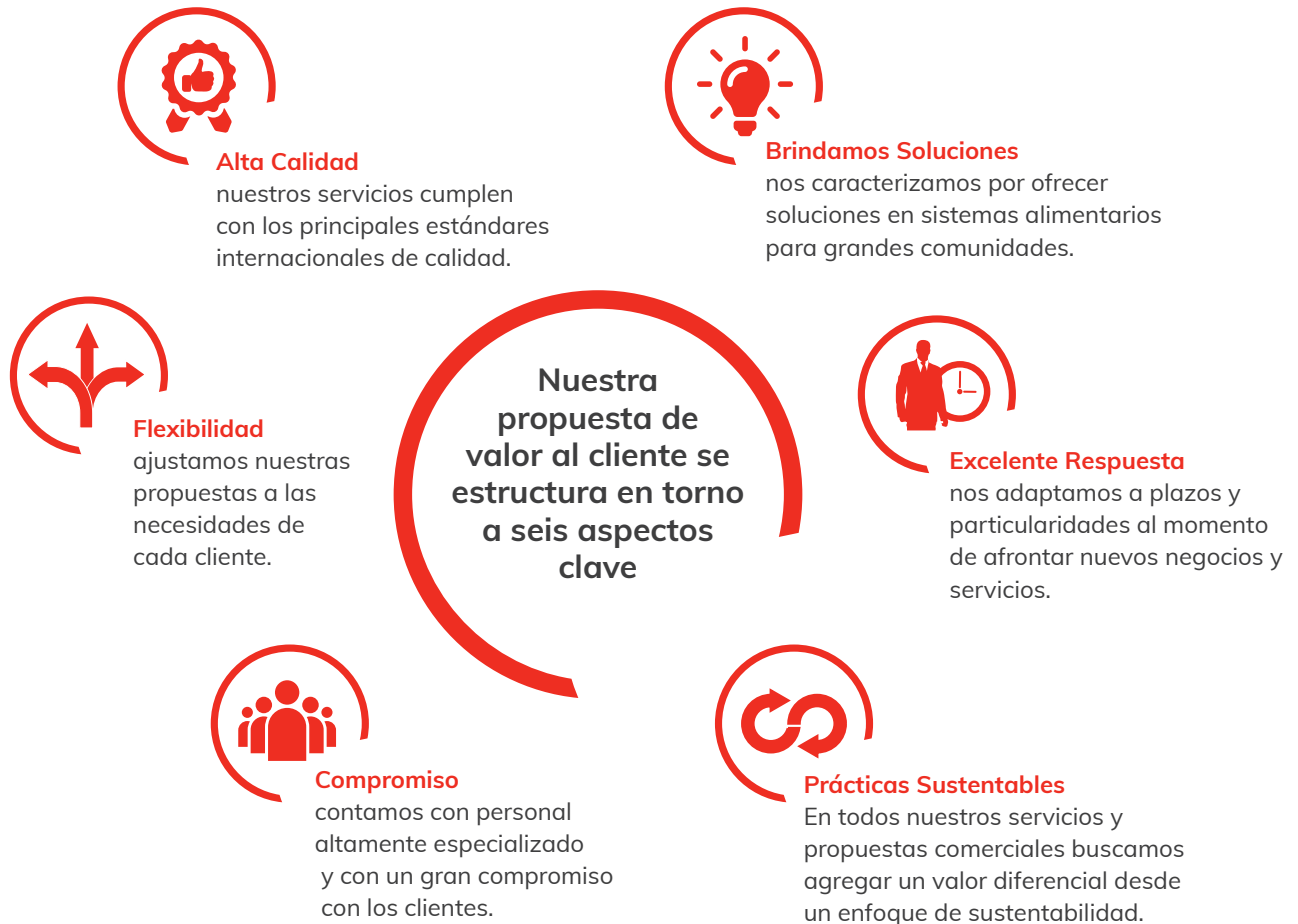 Alta Calidad
nuestros servicios cumplen
con los principales estándares
internacionales de calidad.
Brindamos Soluciones
nos caracterizamos por ofrecer
soluciones en sistemas alimentarios
para grandes comunidades.
Flexibilidad
ajustamos nuestras
propuestas a las
necesidades de
cada cliente.
Nuestra
propuesta de
valor al cliente se
estructura en torno
a seis aspectos
clave
Excelente Respuesta
nos adaptamos a plazos y
particularidades al momento
de afrontar nuevos negocios y
servicios.
Compromiso
contamos con personal
altamente especializado
y con un gran compromiso
con los clientes.
Prácticas Sustentables
En todos nuestros servicios y
propuestas comerciales buscamos
agregar un valor diferencial desde
un enfoque de sustentabilidad.